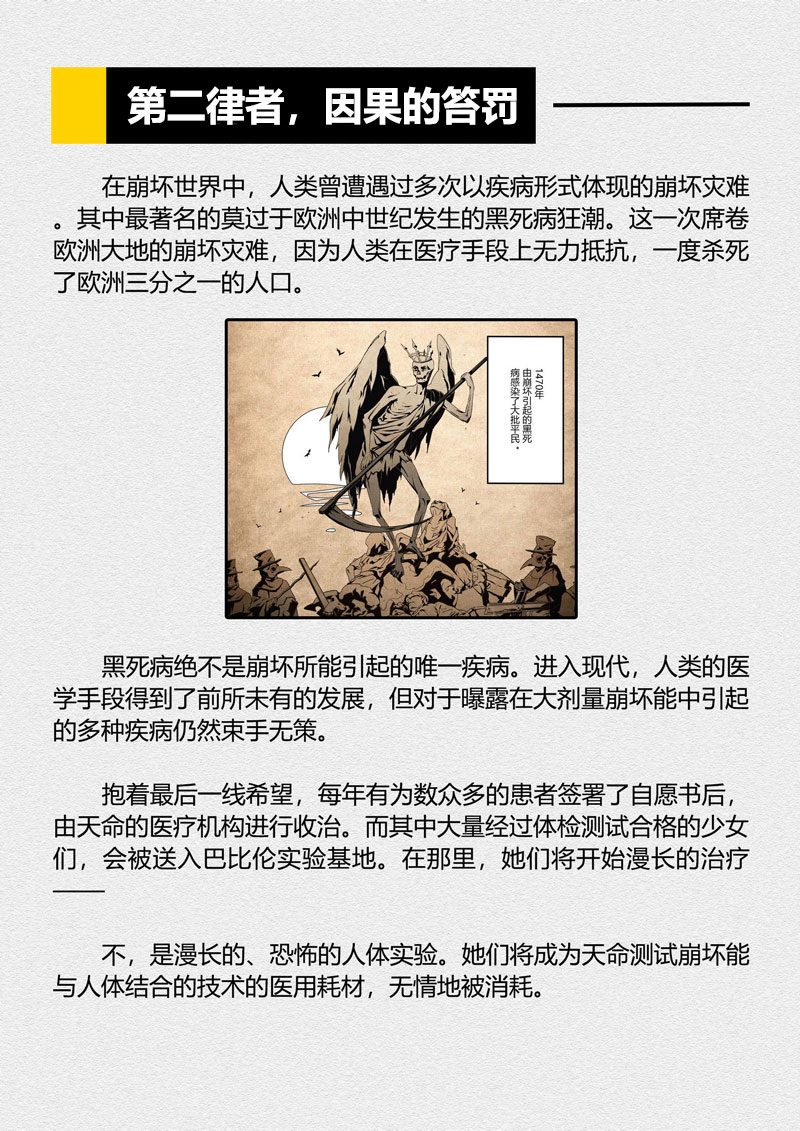 第二律者，因果的笞罚
在崩坏世界中，人类曾遭遇过多次以疾病形式体现的崩坏灾难
。其中最著名的莫过于欧洲中世纪发生的黑死病狂潮。这一次席卷
欧洲大地的崩坏灾难，因为人类在医疗手段上无力抵抗，一度杀死
了欧洲三分之一的人口。
1470年
由崩坏引起的黑死
病感染了大批平民。
黑死病绝不是崩坏所能引起的唯一疾病。进入现代，人类的医
学手段得到了前所未有的发展，但对于曝露在大剂量崩坏能中引起
的多种疾病仍然束手无策。
抱着最后一线希望，每年有为数众多的患者签署了自愿书后，
由天命的医疗机构进行收治。而其中大量经过体检测试合格的少女
们，会被送入巴比伦实验基地。在那里，她们将开始漫长的治疗
——
不，是漫长的、恐怖的人体实验。她们将成为天命测试崩坏能
与人体结合的技术的医用耗材，无情地被消耗。